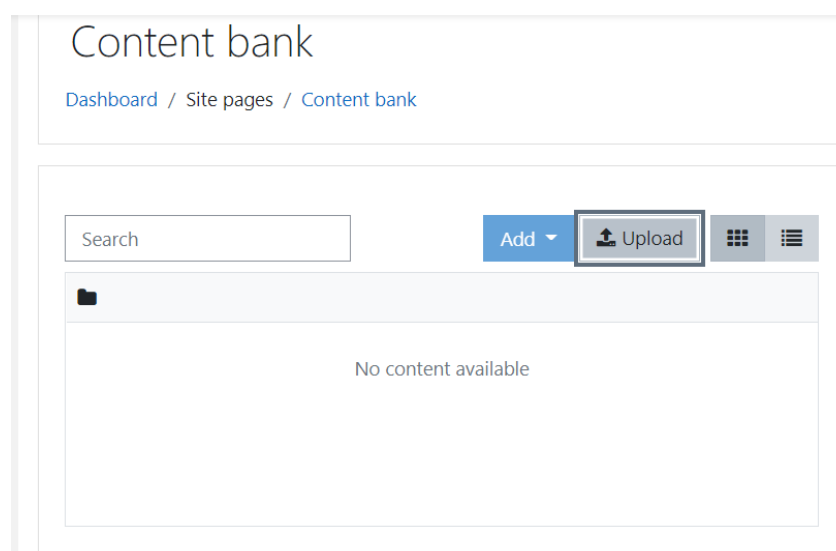 Content bank
Dashboard / Site pages / Content bank
Search
Add
Upload
No content available